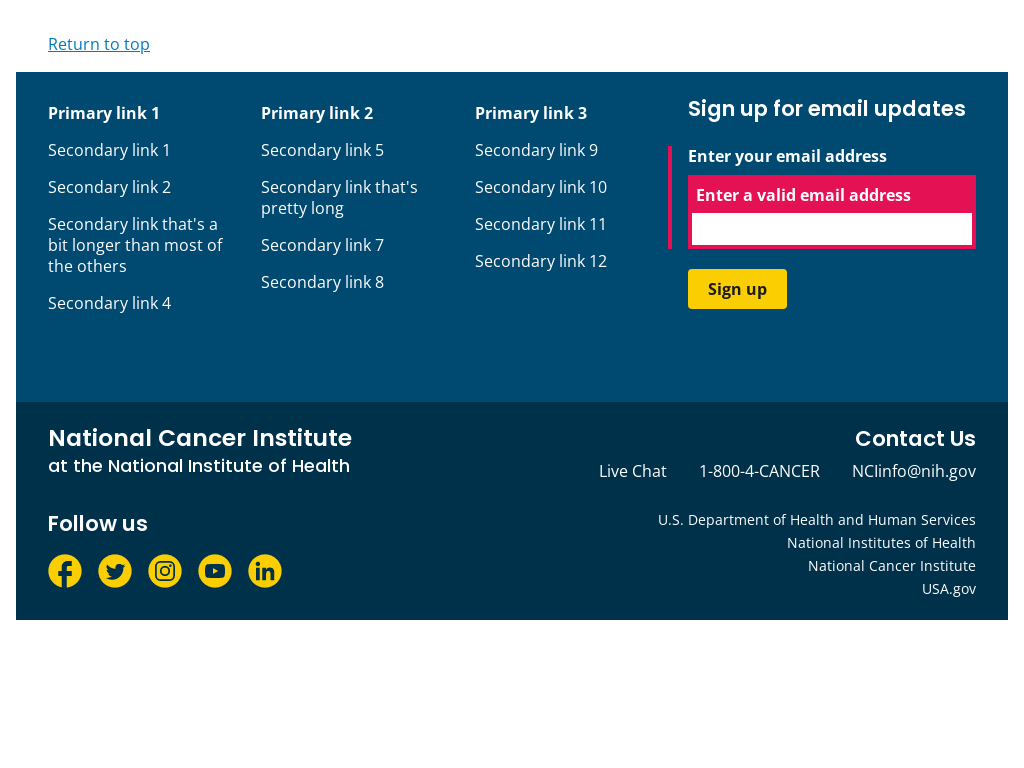 Return to top
Primary link 1
Secondary link 1
Secondary link 2
Secondary link that's a
bit longer than most of
the others
Secondary link 4
Primary link 2
Secondary link 5
Secondary link that's
pretty long
Secondary link 7
Secondary link 8
Primary link 3
Secondary link 9
Secondary link 10
Secondary link 11
Secondary link 12
Sign up for email updates
Enter your email address
Enter a valid email address
Sign up
National Cancer Institute
at the National Institute of Health
Follow us
Contact Us
Live Chat 1-800-4-CANCER NCIinfo@nih.gov
U.S. Department of Health and Human Services
National Institutes of Health
National Cancer Institute
USA.gov